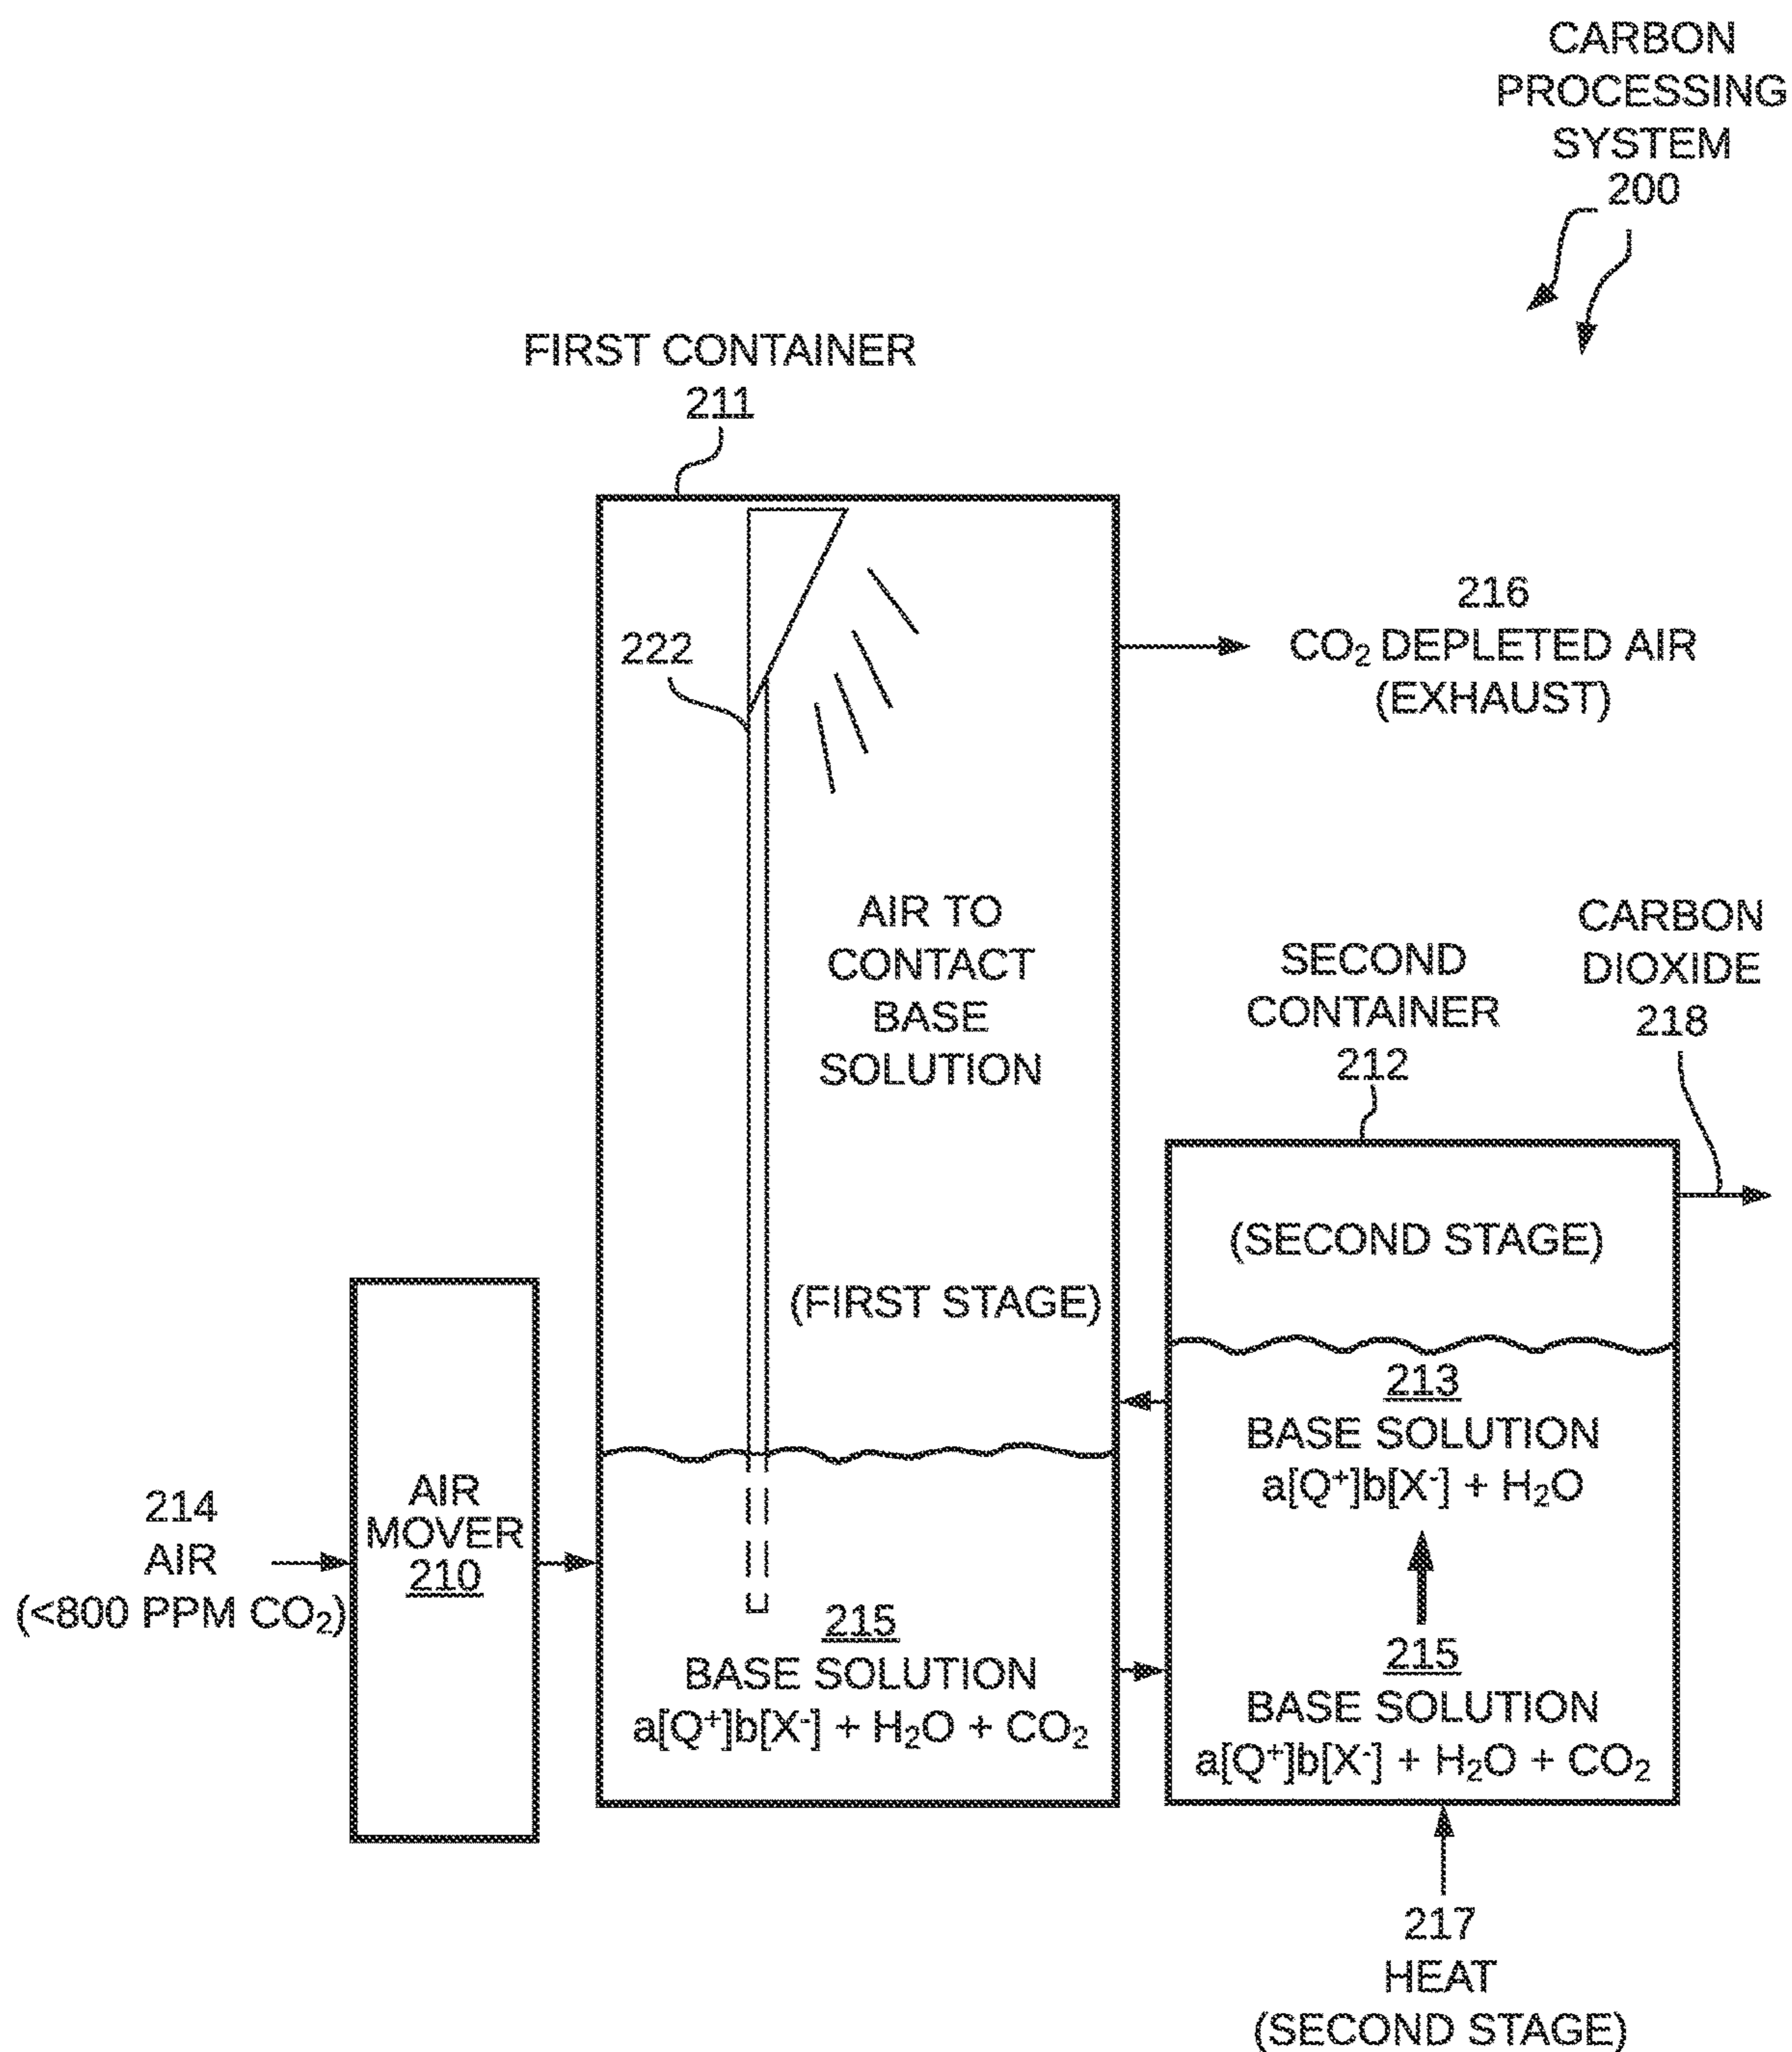 CARBON
PROCESSING
SYSTEM
200
FIRST CONTAINER
211
222
216
CO₂ DEPLETED AIR
(EXHAUST)
AIR TO
CONTACT
BASE
SOLUTION
(FIRST STAGE)
SECOND
CONTAINER
212
CARBON
DIOXIDE
218
(SECOND STAGE)
213
BASE SOLUTION
a[Q⁺]b[X⁻] + H₂O
215
BASE SOLUTION
a[Q⁺]b[X⁻] + H₂O + CO₂
214
AIR
(<800 PPM CO₂)
AIR
MOVER
210
215
BASE SOLUTION
a[Q⁺]b[X⁻] + H₂O + CO₂
217
HEAT
(SECOND STAGE)